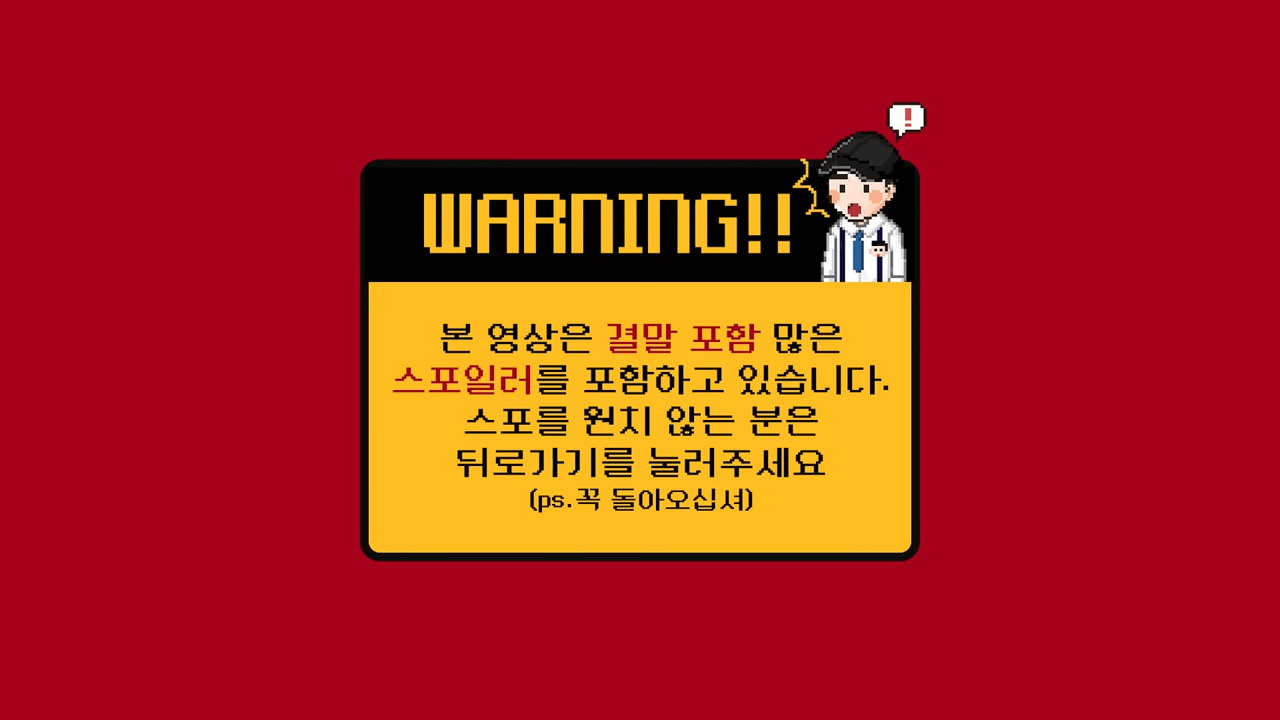 !
WARNING!!
본 영상은 결말 포함 많은
스포일러를 포함하고 있습니다.
스포를 원치 않는 분은
뒤로가기를 눌러주세요
(ps.꼭 돌아오십셔)